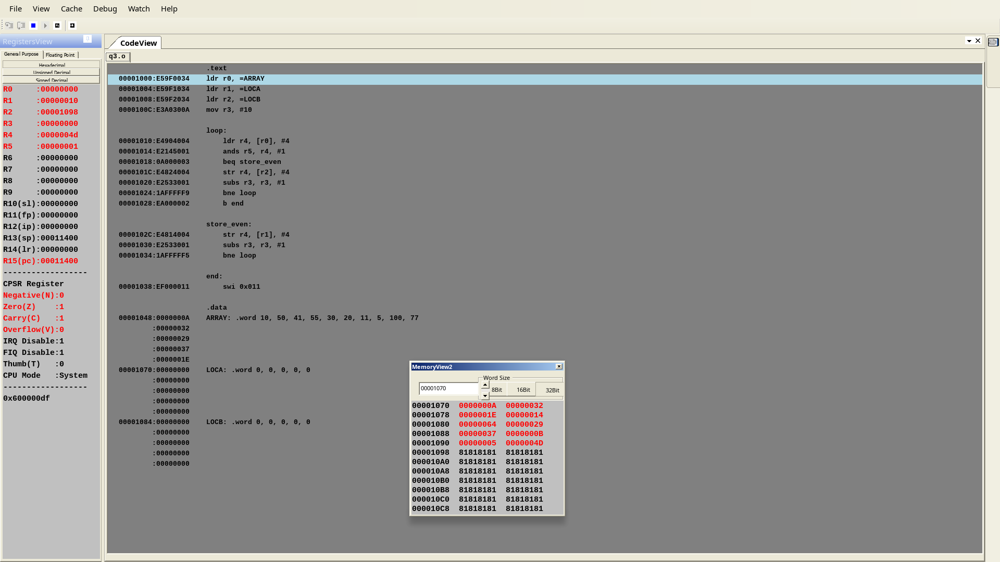 File View Cache Debug Watch Help
RegistersView
General Purpose Floating Point
Hexadecimal
Unsigned Decimal
Signed Decimal
R0     :00000000
R1     :00000010
R2     :00001098
R3     :00000000
R4     :0000004d
R5     :00000001
R6     :00000000
R7     :00000000
R8     :00000000
R9     :00000000
R10(sl):00000000
R11(fp):00000000
R12(ip):00000000
R13(sp):00011400
R14(lr):00000000
R15(pc):00011400
------------------
CPSR Register
Negative(N):0
Zero(Z)    :1
Carry(C)   :1
Overflow(V):0
IRQ Disable:1
FIQ Disable:1
Thumb(T)   :0
CPU Mode   :System
------------------
0x600000df
CodeView
q3.o
.text
00001000:E59F0034    ldr r0, =ARRAY
00001004:E59F1034    ldr r1, =LOCA
00001008:E59F2034    ldr r2, =LOCB
0000100C:E3A0300A    mov r3, #10
loop:
00001010:E4904004    ldr r4, [r0], #4
00001014:E2145001    ands r5, r4, #1
00001018:0A000003    beq store_even
0000101C:E4824004    str r4, [r2], #4
00001020:E2533001    subs r3, r3, #1
00001024:1AFFFFF9    bne loop
00001028:EA000002    b end
store_even:
0000102C:E4814004    str r4, [r1], #4
00001030:E2533001    subs r3, r3, #1
00001034:1AFFFFF5    bne loop
end:
00001038:EF000011    swi 0x011
.data
00001048:0000000A    ARRAY: .word 10, 50, 41, 55, 30, 20, 11, 5, 100, 77
:00000032
:00000029
:00000037
:0000001E
00001070:00000000    LOCA: .word 0, 0, 0, 0, 0
:00000000
:00000000
:00000000
:00000000
00001084:00000000    LOCB: .word 0, 0, 0, 0, 0
:00000000
:00000000
:00000000
:00000000
MemoryView2
Word Size
00001070 8Bit 16Bit 32Bit
00001070  0000000A  00000032
00001078  0000001E  00000014
00001080  00000064  00000029
00001088  00000037  0000000B
00001090  00000005  0000004D
00001098  81818181  81818181
000010A0  81818181  81818181
000010A8  81818181  81818181
000010B0  81818181  81818181
000010B8  81818181  81818181
000010C0  81818181  81818181
000010C8  81818181  81818181